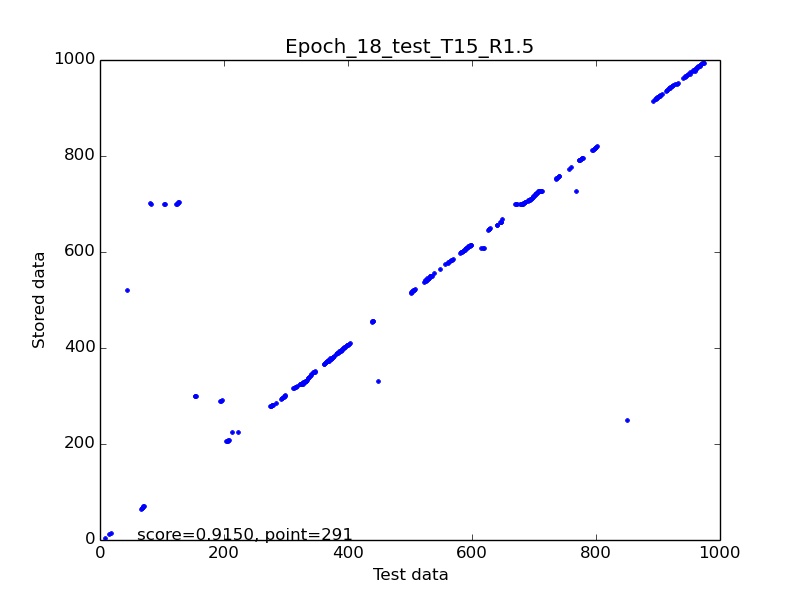 Epoch_18_test_T15_R1.5
1000
800
600
400
200
0
Stored data
score=0.9150, point=291
0 200 400 600 800 1000
Test data